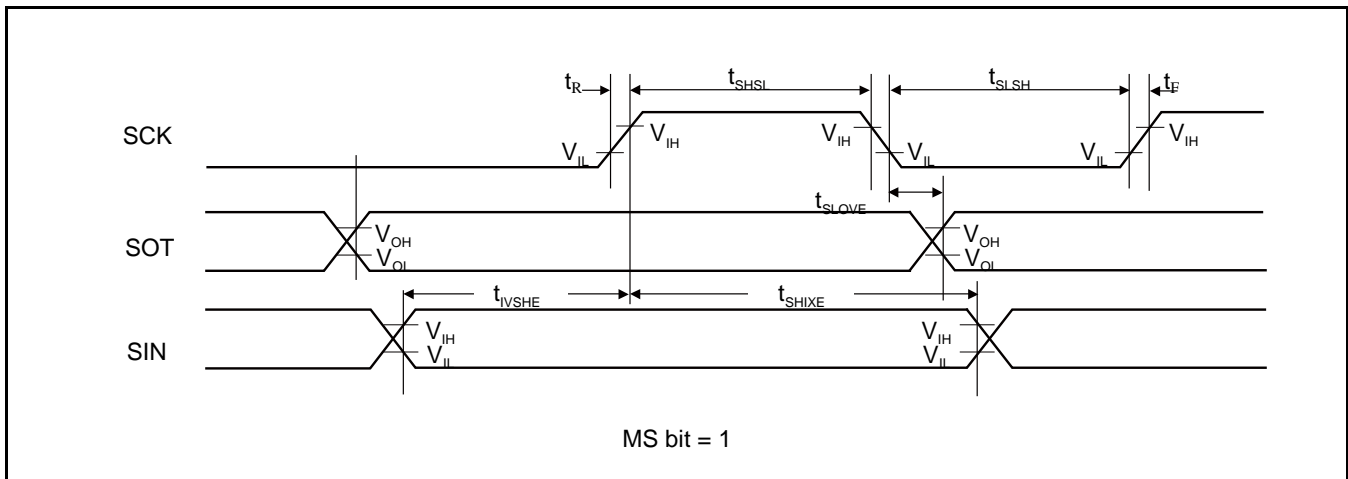 tR tSHSL tSLSH tF
SCK VIL VIH VIH VIL VIL VIH
tSLOVE
SOT VOH VOL VOH VOL
tIVSHE tSHIXE
SIN VIH VIL VIH VIL
MS bit = 1